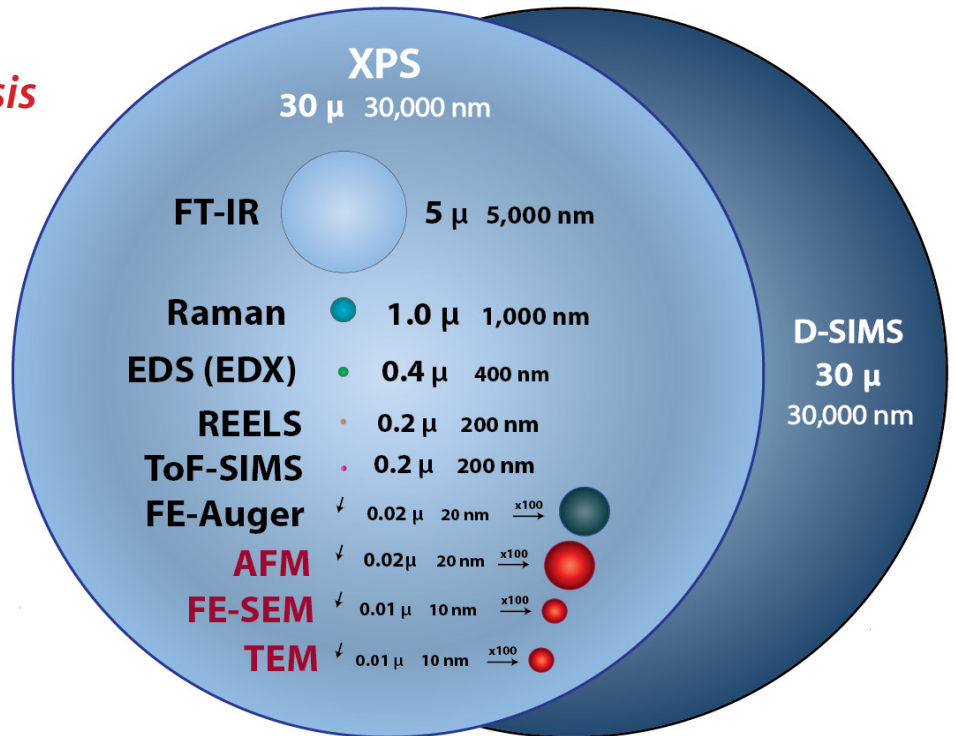 XPS
30 µ 30,000 nm
FT-IR 5 µ 5,000 nm
Raman 1.0 µ 1,000 nm
EDS (EDX) 0.4 µ 400 nm
REELS 0.2 µ 200 nm
ToF-SIMS 0.2 µ 200 nm
FE-Auger 0.02 µ 20 nm x100
AFM 0.02µ 20 nm x100
FE-SEM 0.01 µ 10 nm x100
TEM 0.01 µ 10 nm x100
D-SIMS
30 µ
30,000 nm